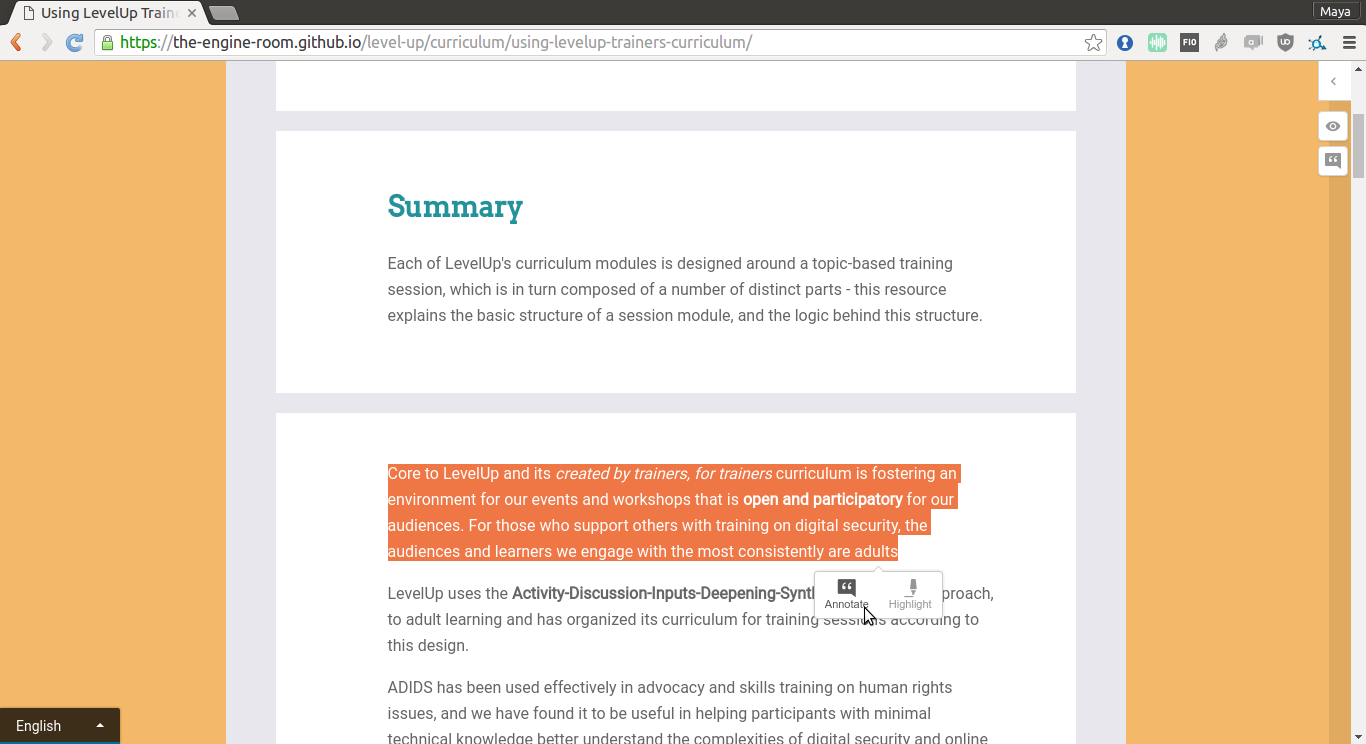 Using LevelUp Train
Maya
https://the-engine-room.github.io/level-up/curriculum/using-levelup-trainers-curriculum/
FIO
Summary
Each of LevelUp's curriculum modules is designed around a topic-based training
session, which is in turn composed of a number of distinct parts - this resource
explains the basic structure of a session module, and the logic behind this structure.
Core to LevelUp and its created by trainers, for trainers curriculum is fostering an
environment for our events and workshops that is open and participatory for our
audiences. For those who support others with training on digital security, the
audiences and learners we engage with the most consistently are adults
LevelUp uses the Activity-Discussion-Inputs-Deepening-Synt proach,
Annotate Highlight
to adult learning and has organized its curriculum for training sessions according to
this design.
ADIDS has been used effectively in advocacy and skills training on human rights
issues, and we have found it to be useful in helping participants with minimal
technical knowledge better understand the complexities of digital security and online
English